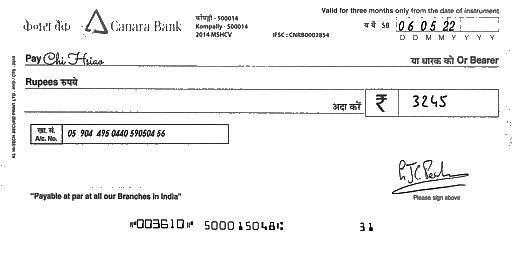 Valid for three months only from the date of instrument
केनरा बैंक Canara Bank
कोंपल्ली - 500014
Kompally - 500014
2014 MSHCV
IFSC : CNRB0002854
06 05 22
D D M M Y Y Y Y
Pay Chi Hsiao या धारक को Or Bearer
Rupees रुपये
अदा करें ₹ 3245
खा. सं.
A/c. No.
05 904 495 0440 590504 56
Please sign above
"Payable at par at all our Branches in India"
⑈003610⑈ 500015048⑆ 31